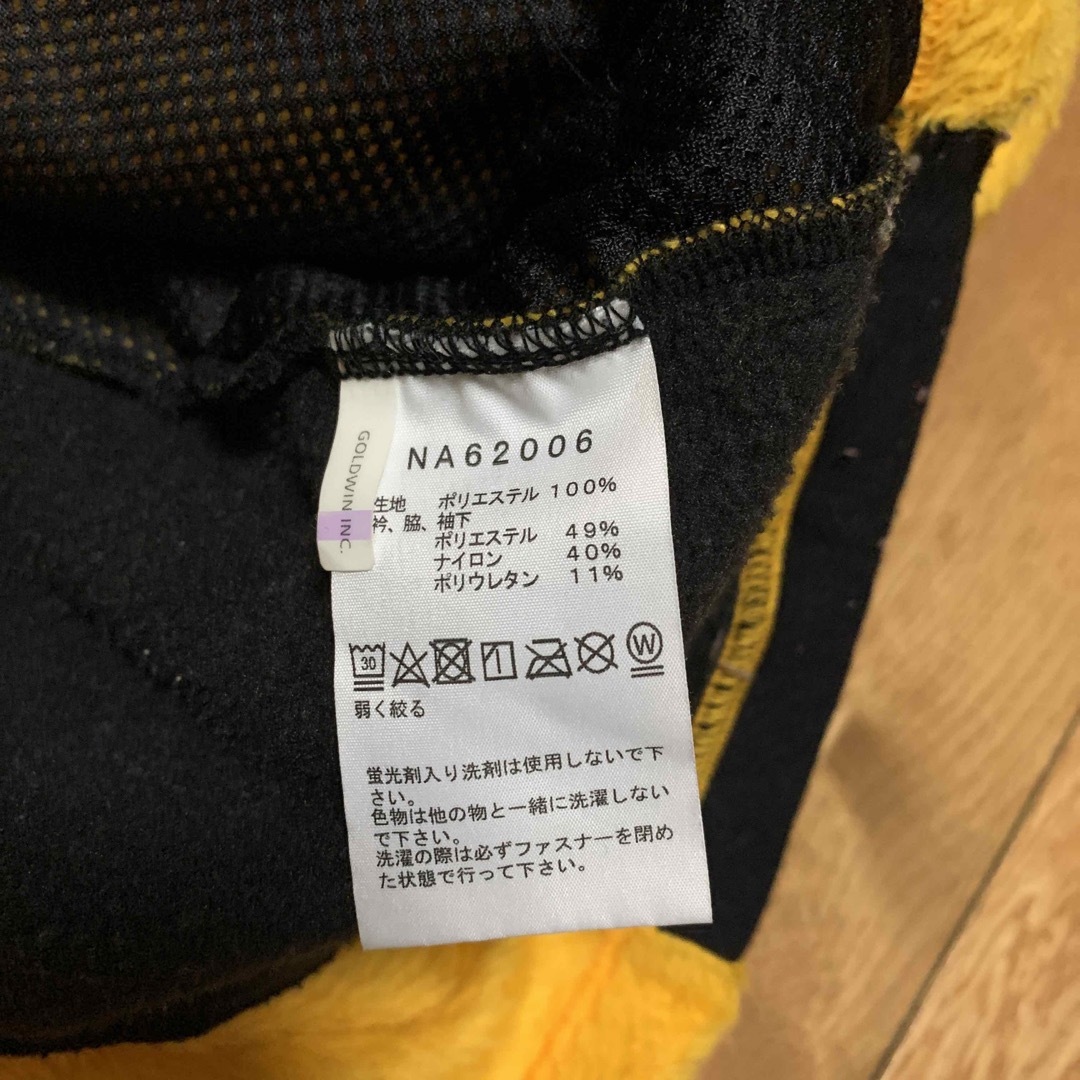 GOLDWIN INC.
NA62006
生地 ポリエステル 100%
衿、脇、袖下
ポリエステル 49%
ナイロン 40%
ポリウレタン 11%
30 W
弱く絞る
蛍光剤入り洗剤は使用しないで下
さい。
色物は他の物と一緒に洗濯しない
で下さい。
洗濯の際は必ずファスナーを閉め
た状態で行って下さい。